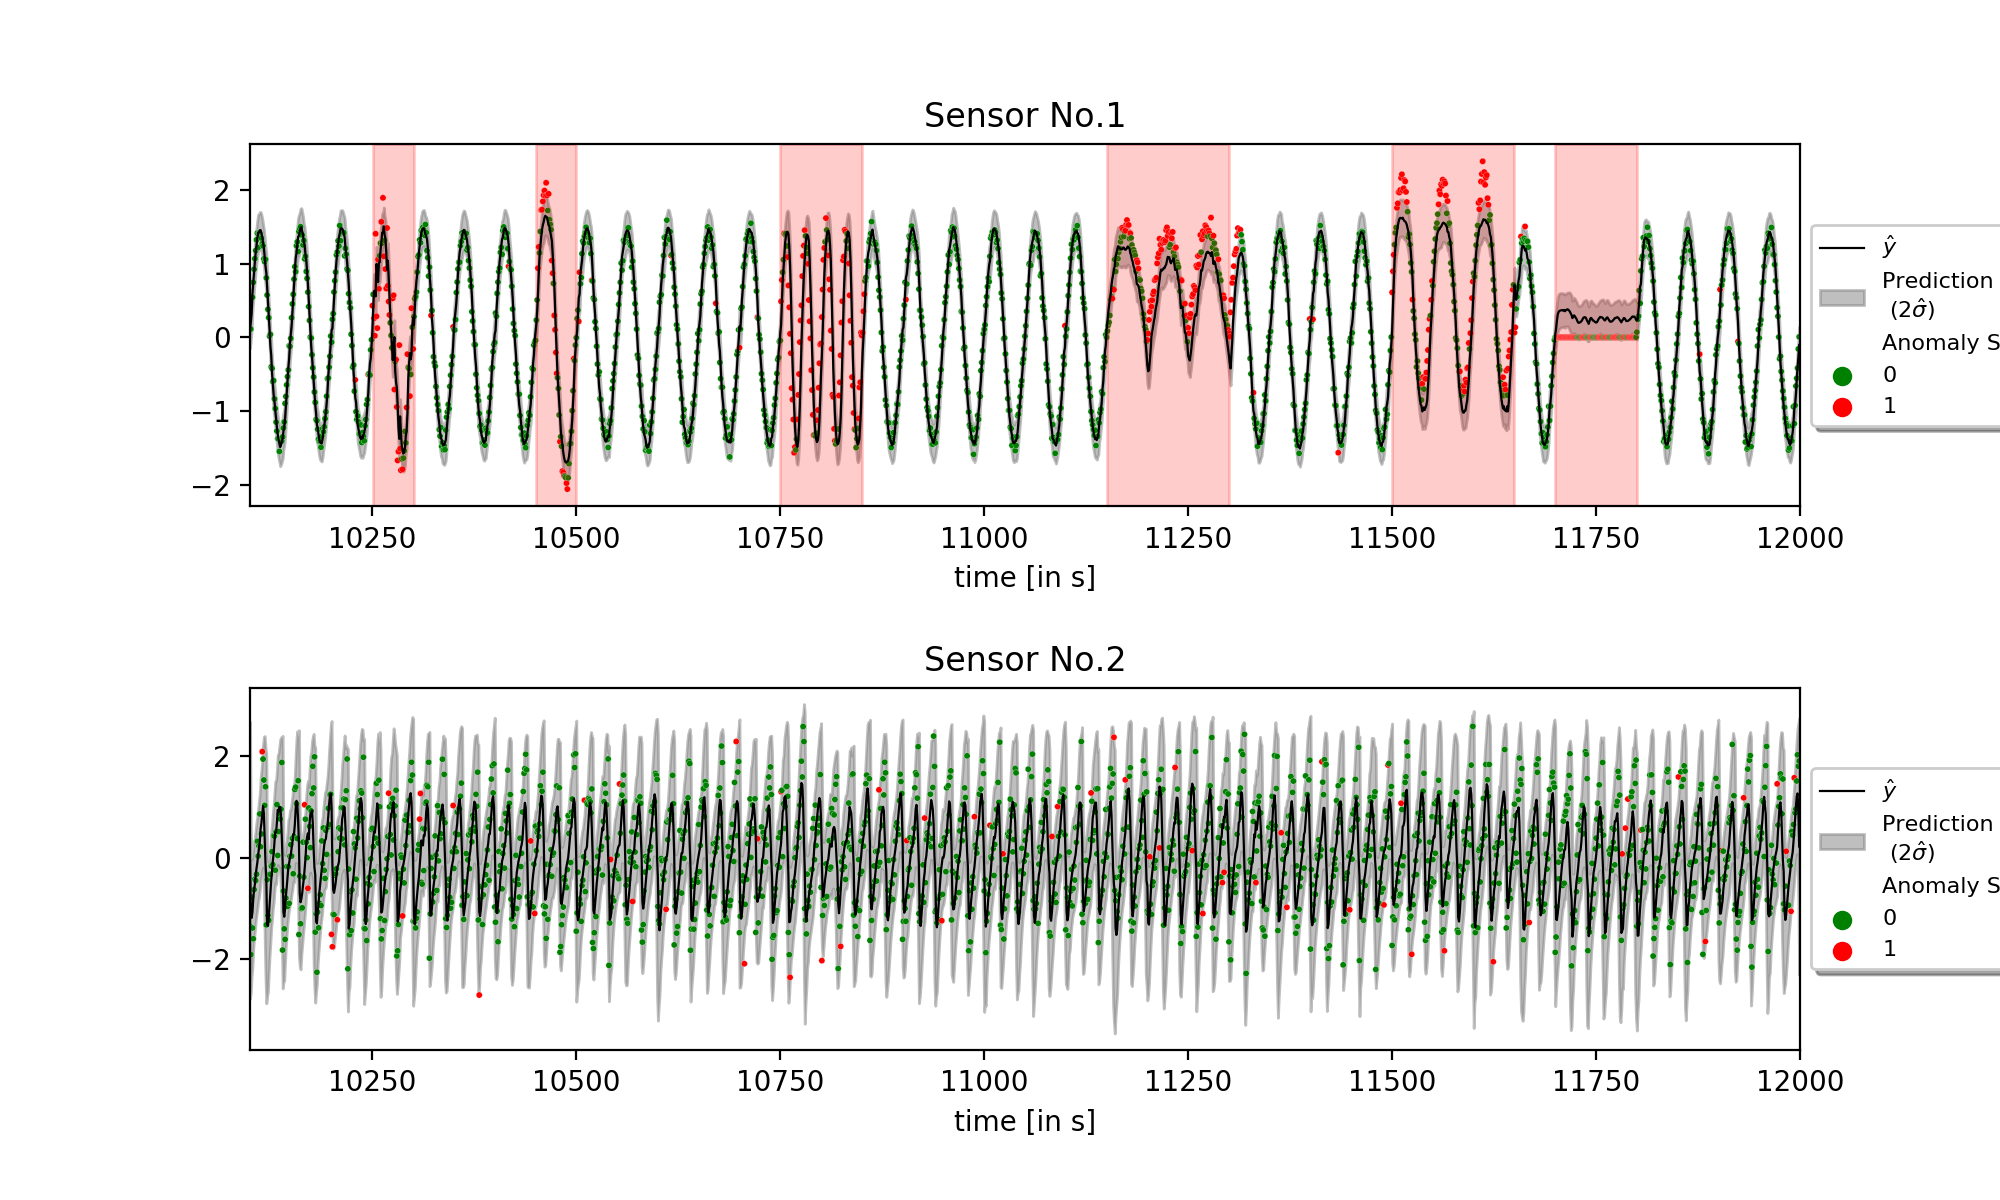 Sensor No.1
2
1
0
−1
−2
10250 10500 10750 11000 11250 11500 11750 12000
time [in s]
ŷ
Prediction
(2σ̂)
Anomaly S
0
1
Sensor No.2
2
0
−2
10250 10500 10750 11000 11250 11500 11750 12000
time [in s]
ŷ
Prediction
(2σ̂)
Anomaly S
0
1